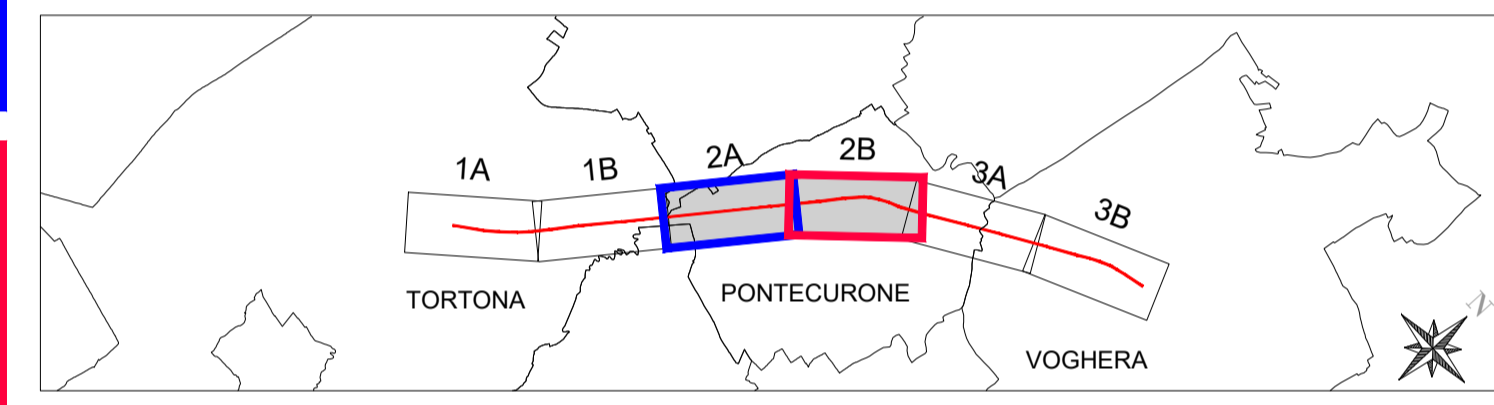 1A
1B
2A
2B
3A
3B
TORTONA
PONTECURONE
VOGHERA
N